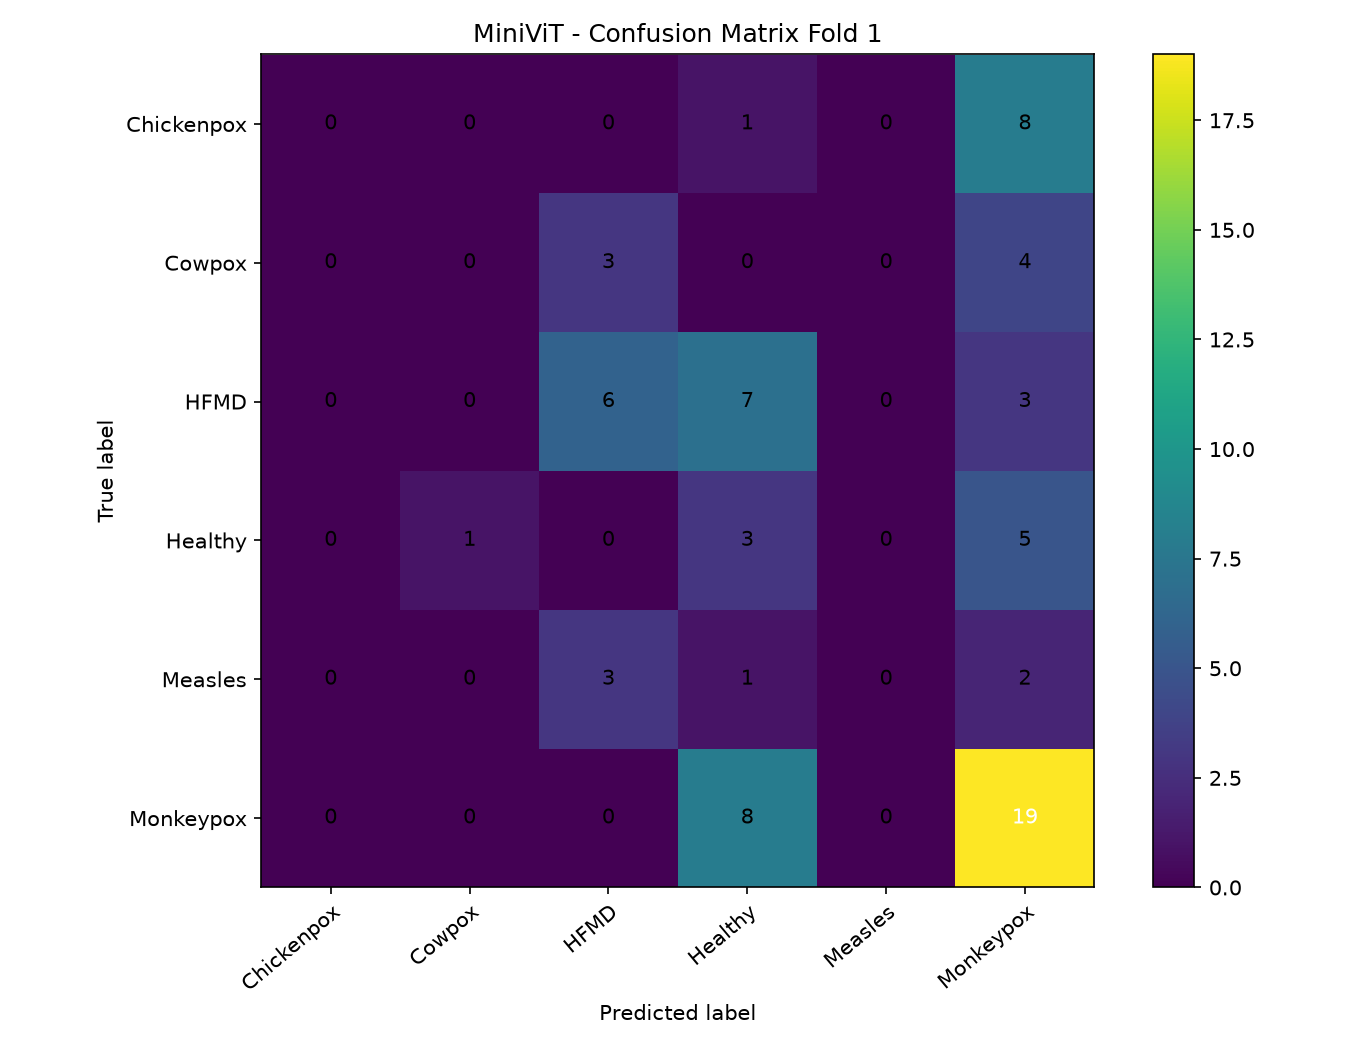 MiniViT - Confusion Matrix Fold 1
True label
Chickenpox 0 0 0 1 0 8
Cowpox 0 0 3 0 0 4
HFMD 0 0 6 7 0 3
Healthy 0 1 0 3 0 5
Measles 0 0 3 1 0 2
Monkeypox 0 0 0 8 0 19
Chickenpox Cowpox HFMD Healthy Measles Monkeypox
Predicted label
17.5
15.0
12.5
10.0
7.5
5.0
2.5
0.0